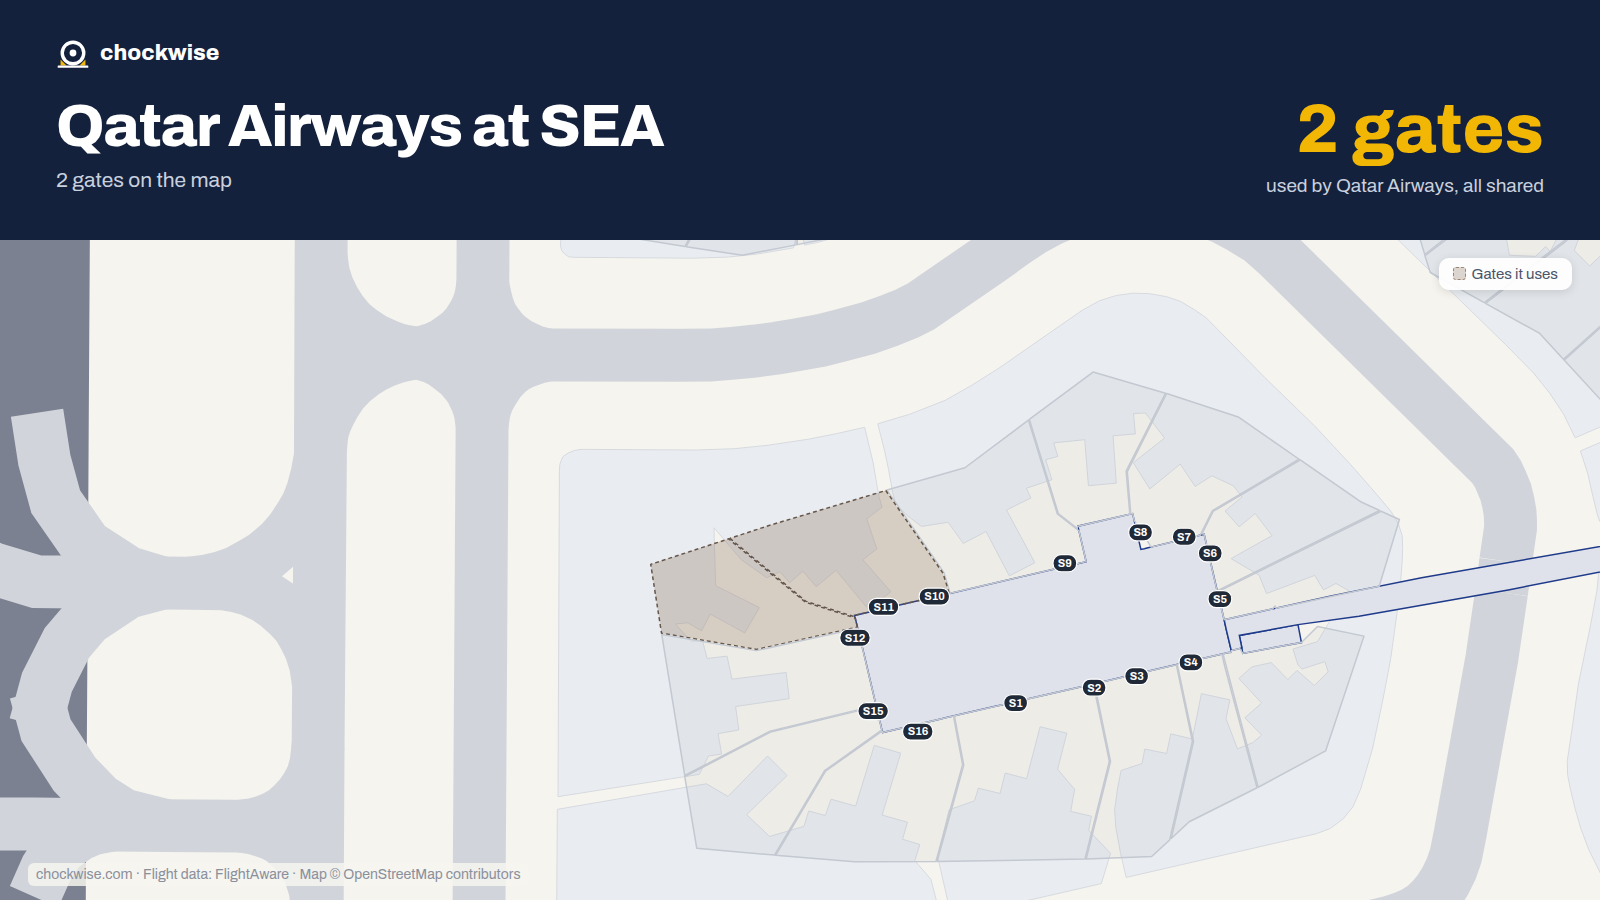 chockwise
Qatar Airways at SEA
2 gates on the map
2 gates
used by Qatar Airways, all shared
Gates it uses
S8
S7
S6
S9
S10
S5
S11
S12
S4
S3
S2
S1
S15
S16
chockwise.com · Flight data: FlightAware · Map © OpenStreetMap contributors